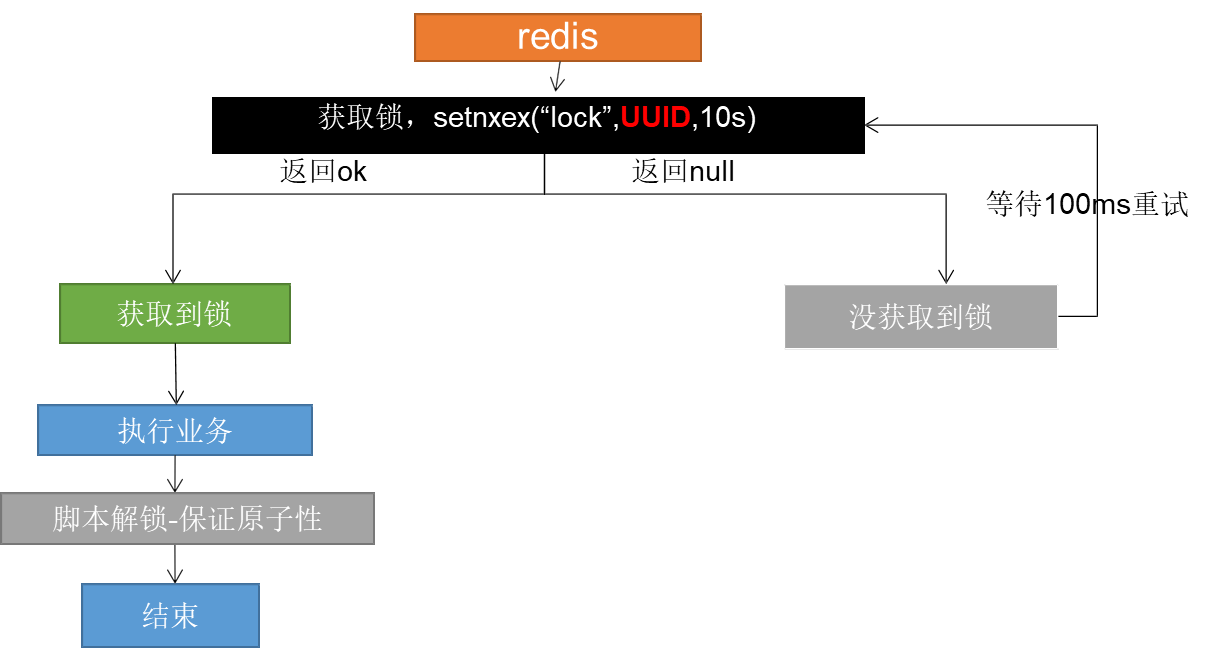 redis
获取锁，setnxex(“lock”,UUID,10s)
返回ok
返回null
等待100ms重试
获取到锁
没获取到锁
执行业务
脚本解锁-保证原子性
结束